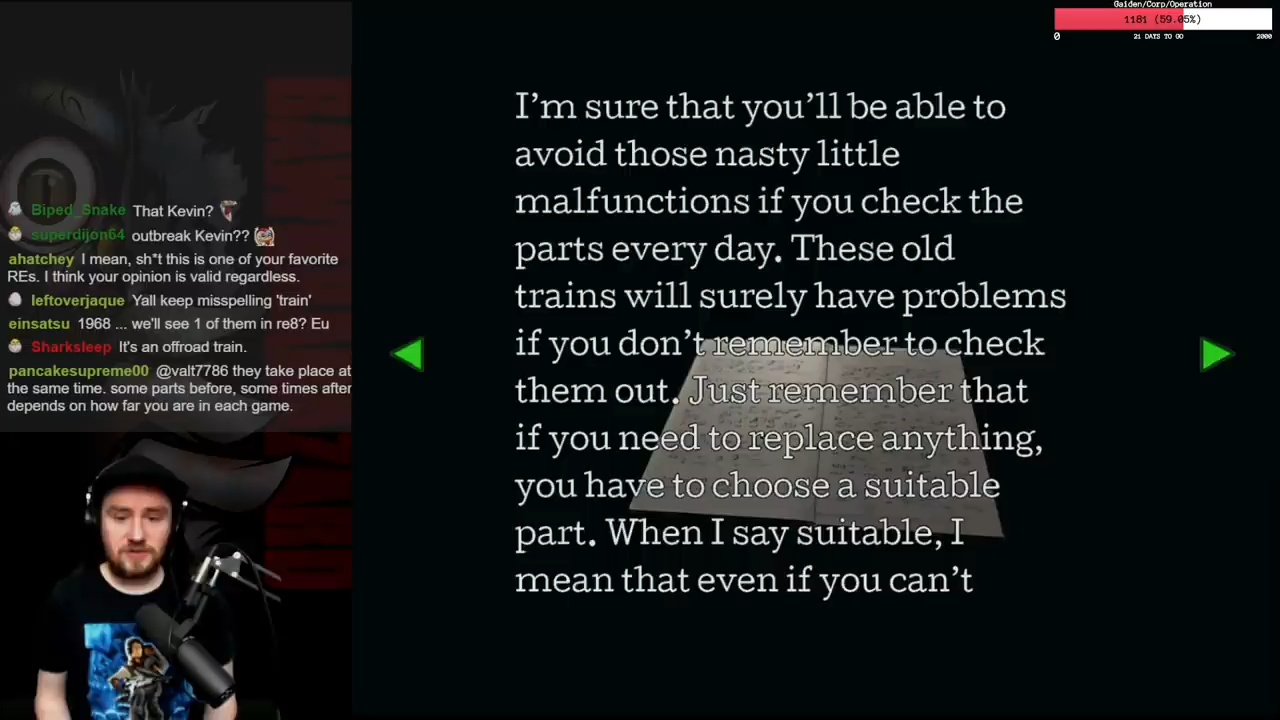 Gaiden/Corp/Operation
1181 (59.05%)
0
21 DAYS TO GO
2000
Biped_Snake That Kevin?
superdijon64 outbreak Kevin??
ahatchey I mean, sh*t this is one of your favorite
REs. I think your opinion is valid regardless.
leftoverjaque Yall keep misspelling 'train'
einsatsu 1968 ... we'll see 1 of them in re8? Eu
Sharksleep It's an offroad train.
pancakesupreme00 @valt7786 they take place at
the same time. some parts before, some times after
depends on how far you are in each game.
I'm sure that you'll be able to
avoid those nasty little
malfunctions if you check the
parts every day. These old
trains will surely have problems
if you don't remember to check
them out. Just remember that
if you need to replace anything,
you have to choose a suitable
part. When I say suitable, I
mean that even if you can't